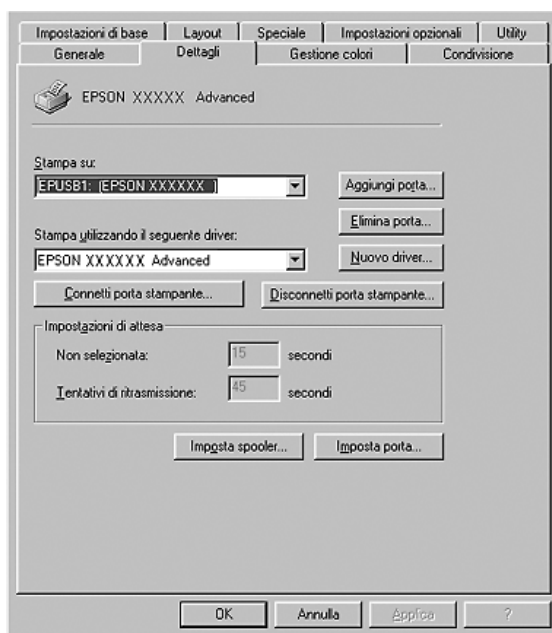 Impostazioni di base Layout Speciale Impostazioni opzionali Utility
Generale Dettagli Gestione colori Condivisione
EPSON XXXXX Advanced
Stampa su:
EPUSB1: (EPSON XXXXXX )
Aggiungi porta...
Elimina porta...
Stampa utilizzando il seguente driver:
EPSON XXXXXX Advanced
Nuovo driver...
Connetti porta stampante... Disconnetti porta stampante...
Impostazioni di attesa
Non selezionata: 15 secondi
Tentativi di ritrasmissione: 45 secondi
Imposta spooler... Imposta porta...
OK Annulla Applica ?